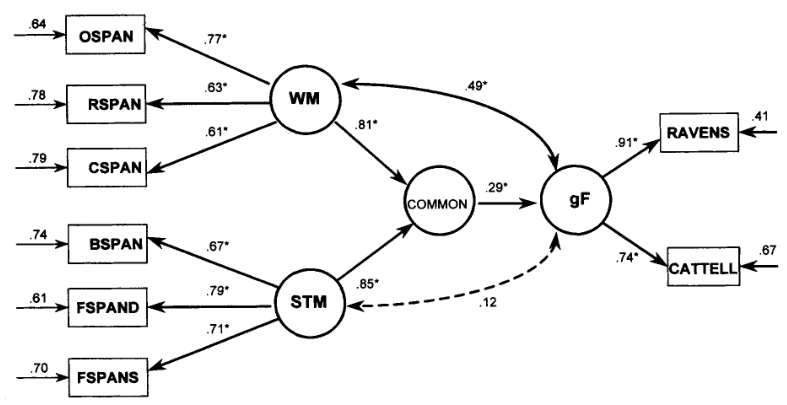 .64
OSPAN
.77*
.78
RSPAN
.63*
WM
.49*
.79
CSPAN
.61*
.81*
RAVENS
.41
.91*
COMMON
.29*
gF
.74
BSPAN
.67*
.74*
CATTELL
.67
.61
FSPAND
.79*
STM
.85*
.12
.70
FSPANS
.71*